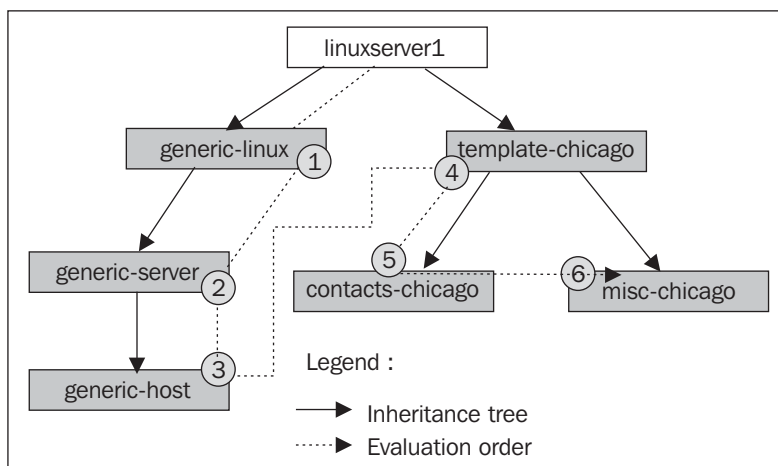 linuxserver1
generic-linux
1
template-chicago
4
generic-server
2
5
contacts-chicago
6
misc-chicago
generic-host
3
Legend :
Inheritance tree
Evaluation order